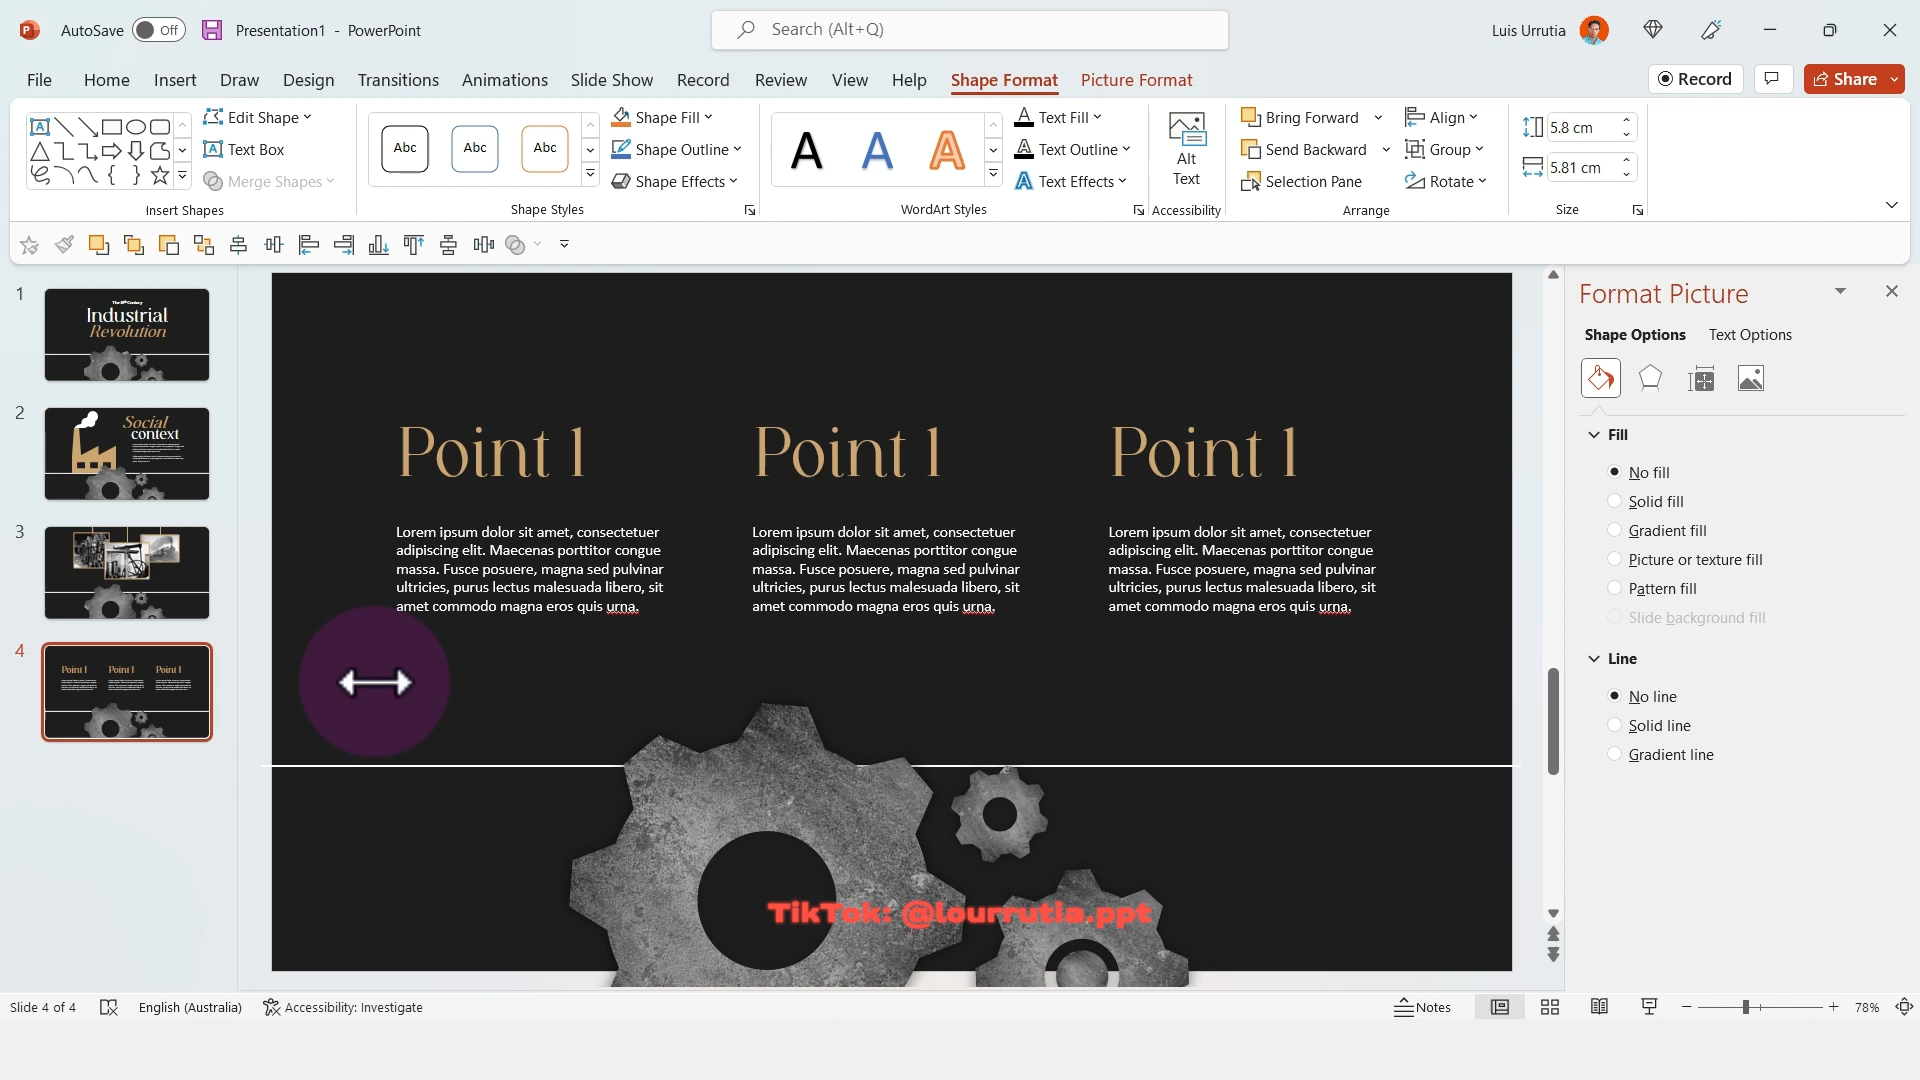 AutoSave Off Presentation1 - PowerPoint Search (Alt+Q) Luis Urrutia
File Home Insert Draw Design Transitions Animations Slide Show Record Review View Help Shape Format Picture Format Record Share
Edit Shape
Text Box
Merge Shapes
Insert Shapes
Abc Abc Abc
Shape Fill
Shape Outline
Shape Effects
Shape Styles
A A A
Text Fill
Text Outline
Text Effects
WordArt Styles
Alt
Text
Accessibility
Bring Forward
Send Backward
Selection Pane
Align
Group
Rotate
Arrange
5.8 cm
5.81 cm
Size
1
Industrial
Revolution
2
Social
context
3
4
Point 1 Point 1 Point 1
Point 1
Lorem ipsum dolor sit amet, consectetuer
adipiscing elit. Maecenas porttitor congue
massa. Fusce posuere, magna sed pulvinar
ultricies, purus lectus malesuada libero, sit
amet commodo magna eros quis urna.
Point 1
Lorem ipsum dolor sit amet, consectetuer
adipiscing elit. Maecenas porttitor congue
massa. Fusce posuere, magna sed pulvinar
ultricies, purus lectus malesuada libero, sit
amet commodo magna eros quis urna.
Point 1
Lorem ipsum dolor sit amet, consectetuer
adipiscing elit. Maecenas porttitor congue
massa. Fusce posuere, magna sed pulvinar
ultricies, purus lectus malesuada libero, sit
amet commodo magna eros quis urna.
TikTok: @lourrutia.ppt
Format Picture
Shape Options Text Options
Fill
No fill
Solid fill
Gradient fill
Picture or texture fill
Pattern fill
Slide background fill
Line
No line
Solid line
Gradient line
Slide 4 of 4 English (Australia) Accessibility: Investigate Notes 78%